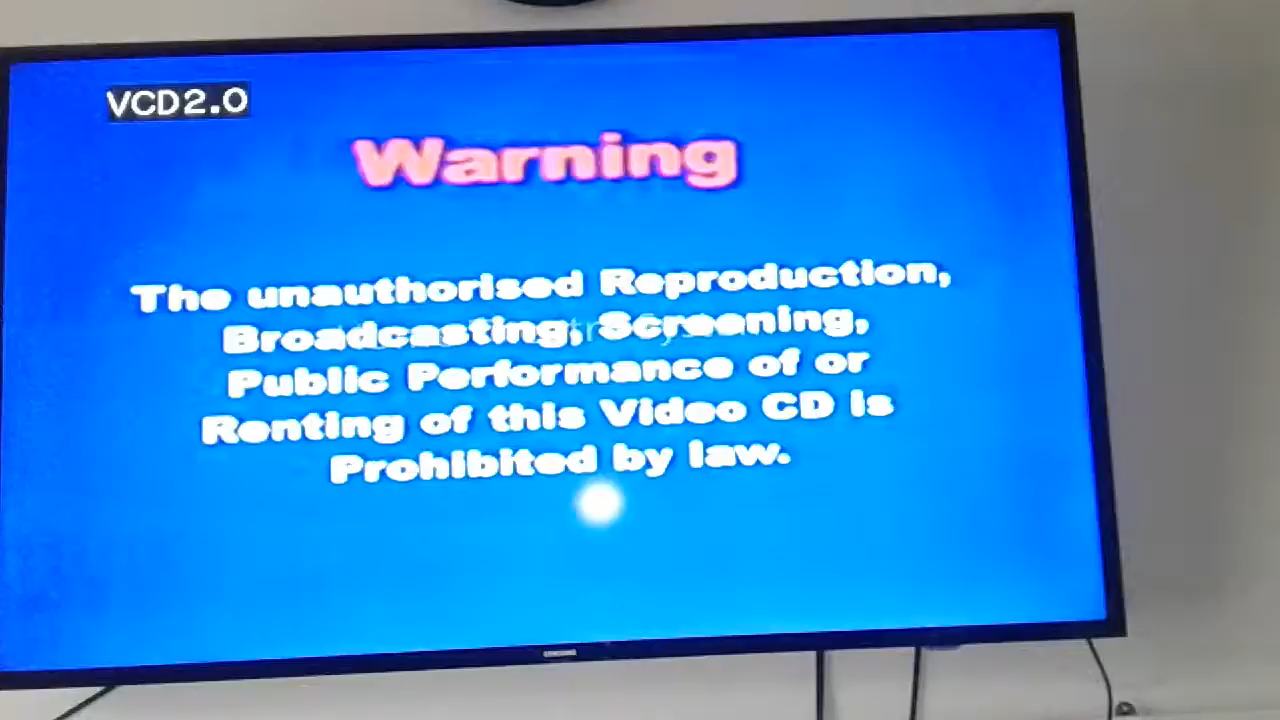 VCD2.0
Warning
The unauthorised Reproduction,
Broadcasting, Screening,
Public Performance of or
Renting of this Video CD is
Prohibited by law.
SAMSUNG